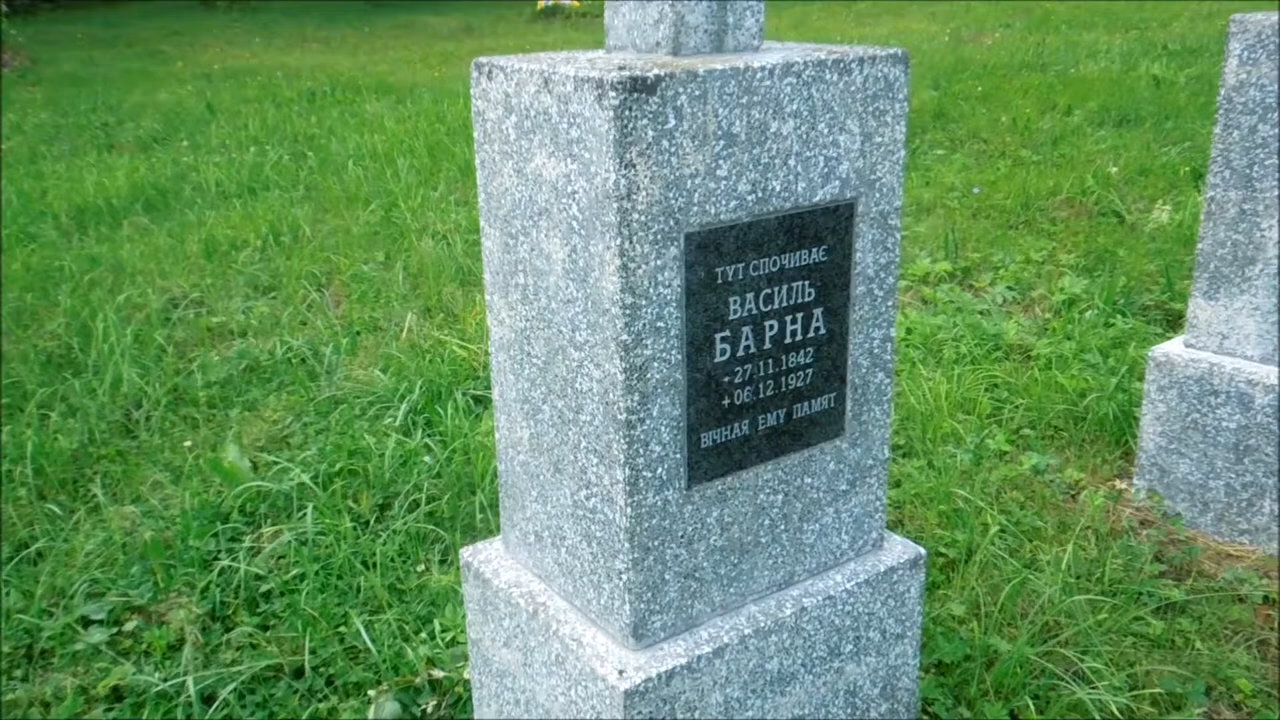 ТУТ СПОЧИВАЄ
ВАСИЛЬ
БАРНА
+27.11.1842
+06.12.1927
ВІЧНАЯ ЕМУ ПАМЯТ